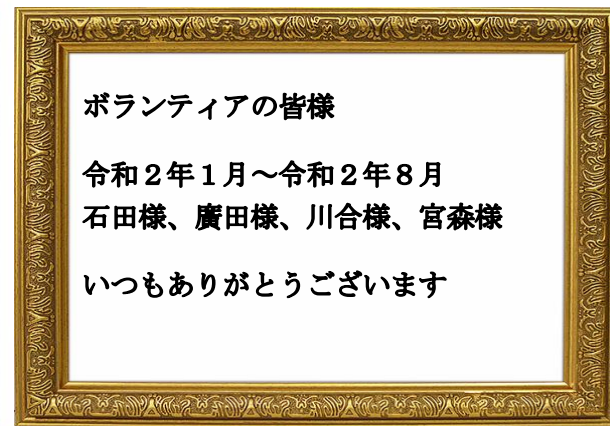 ボランティアの皆様
令和２年１月～令和２年８月
石田様、廣田様、川合様、宮森様
いつもありがとうございます